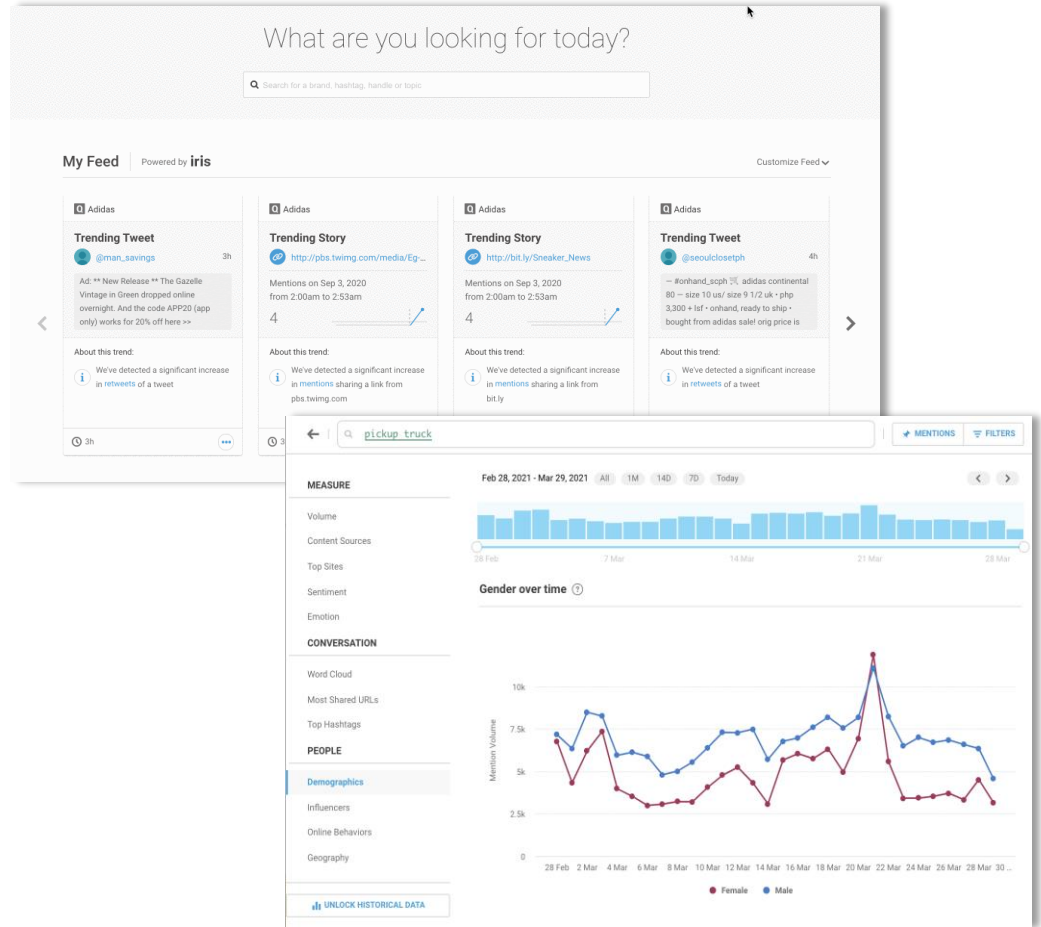 What are you looking for today?
Search for a brand, hashtag, handle or topic
My Feed Powered by iris Customize Feed
Q Adidas
Trending Tweet
@man_savings 3h
Ad: ** New Release ** The Gazelle
Vintage in Green dropped online
overnight. And the code APP20 (app
only) works for 20% off here >>
About this trend:
We've detected a significant increase
in retweets of a tweet
3h
Q Adidas
Trending Story
http://pbs.twimg.com/media/Eg-...
Mentions on Sep 3, 2020
from 2:00am to 2:53am
4
About this trend:
We've detected a significant increase
in mentions sharing a link from
pbs.twimg.com
3
Q Adidas
Trending Story
http://bit.ly/Sneaker_News
Mentions on Sep 3, 2020
from 2:00am to 2:53am
4
About this trend:
We've detected a significant increase
in mentions sharing a link from
bit.ly
Q Adidas
Trending Tweet
@seoulclosetph 4h
— #onhand_scph 🛒 adidas continental
80 — size 10 us/ size 9 1/2 uk • php
3,300 + lsf • onhand, ready to ship •
bought from adidas sale! orig price is
About this trend:
We've detected a significant increase
in retweets of a tweet
pickup truck
MENTIONS FILTERS
MEASURE
Volume
Content Sources
Top Sites
Sentiment
Emotion
CONVERSATION
Word Cloud
Most Shared URLs
Top Hashtags
PEOPLE
Demographics
Influencers
Online Behaviors
Geography
UNLOCK HISTORICAL DATA
Feb 28, 2021 - Mar 29, 2021 All 1M 14D 7D Today
28 Feb 7 Mar 14 Mar 21 Mar 28 Mar
Gender over time ?
Mention Volume
10k
7.5k
5k
2.5k
0
28 Feb 2 Mar 4 Mar 6 Mar 8 Mar 10 Mar 12 Mar 14 Mar 16 Mar 18 Mar 20 Mar 22 Mar 24 Mar 26 Mar 28 Mar 30 ...
Female Male